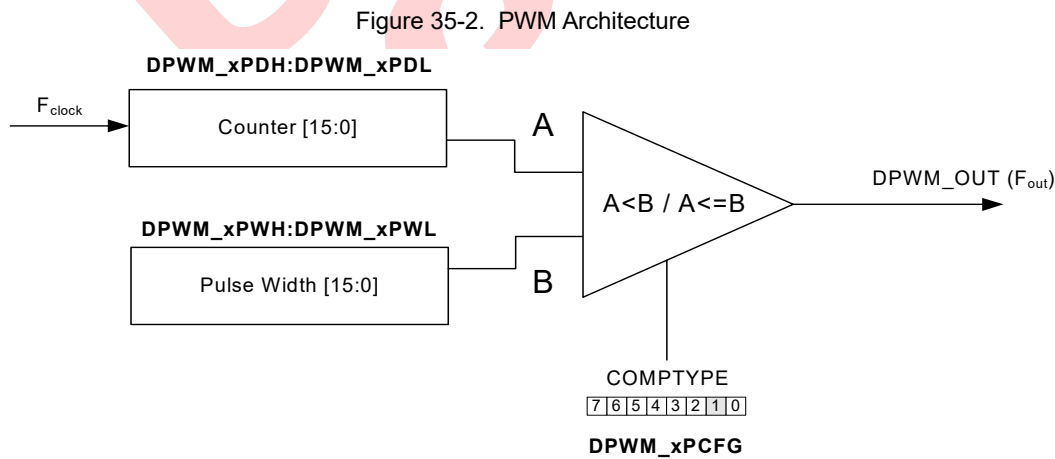 Figure 35-2. PWM Architecture
DPWM_xPDH:DPWM_xPDL
Fclock
Counter [15:0]
A
DPWM_OUT (Fout)
A<B / A<=B
DPWM_xPWH:DPWM_xPWL
Pulse Width [15:0]
B
COMPTYPE
7 6 5 4 3 2 1 0
DPWM_xPCFG